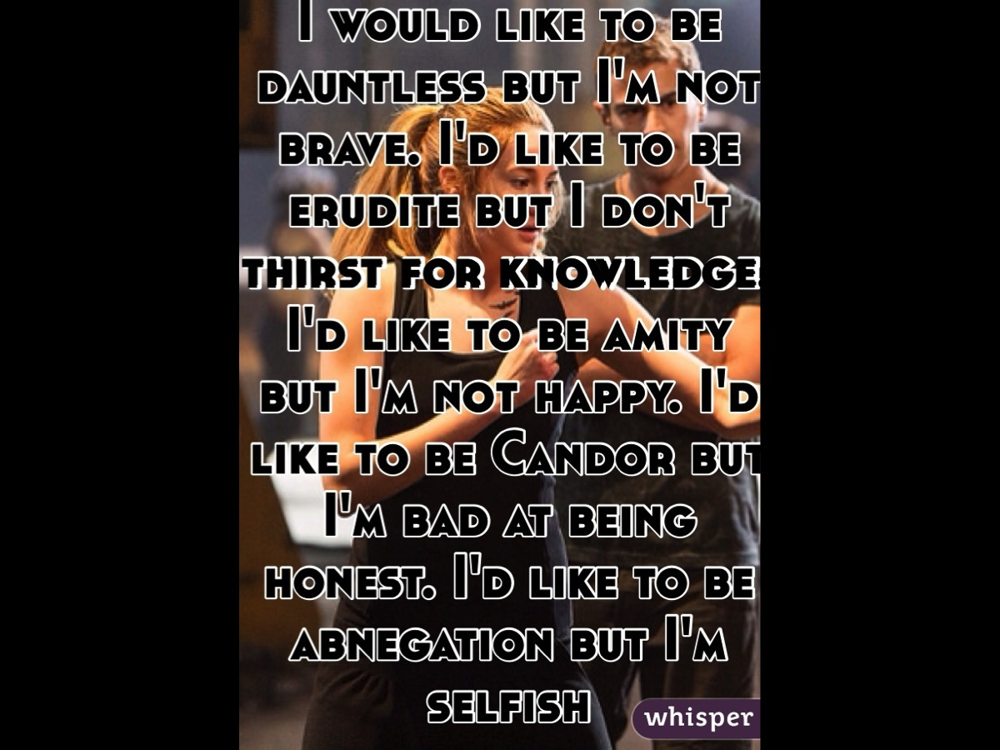 I would like to be
dauntless but I'm not
brave. I'd like to be
erudite but I don't
thirst for knowledge.
I'd like to be amity
but I'm not happy. I'd
like to be Candor but
I'm bad at being
honest. I'd like to be
abnegation but I'm
selfish
whisper